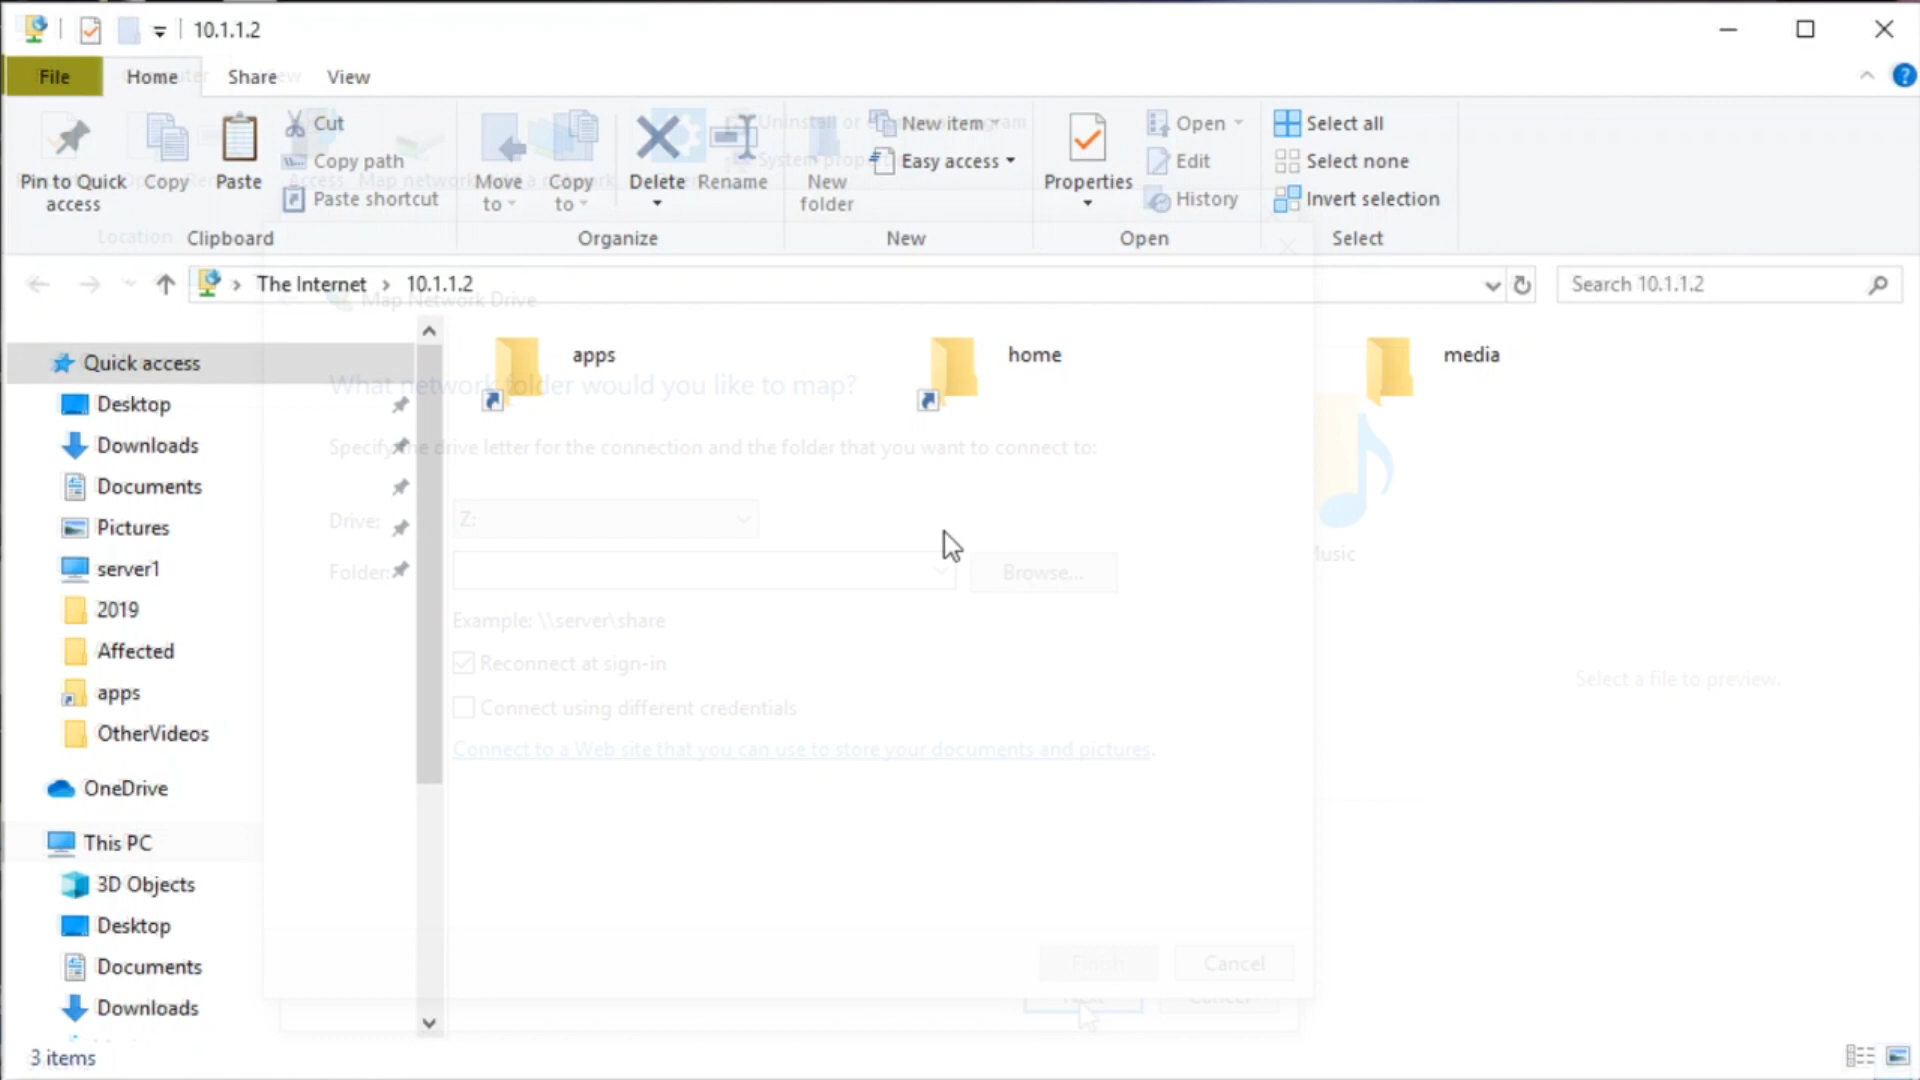 10.1.1.2
File
Home
Share
View
Pin to Quick access
Copy
Paste
Cut
Copy path
Paste shortcut
Move to
Copy to
Delete
Rename
New folder
New item
Easy access
Properties
Open
Edit
History
Select all
Select none
Invert selection
Location
Clipboard
Organize
New
Open
Select
The Internet
10.1.1.2
Search 10.1.1.2
Map Network Drive
Quick access
Desktop
Downloads
Documents
Pictures
server1
2019
Affected
apps
OtherVideos
OneDrive
This PC
3D Objects
Desktop
Documents
Downloads
apps
home
media
What network folder would you like to map?
Specify the drive letter for the connection and the folder that you want to connect to:
Drive:
Z:
Folder:
Browse...
Example: \\server\share
Reconnect at sign-in
Connect using different credentials
Connect to a Web site that you can use to store your documents and pictures.
Select a file to preview.
Finish
Cancel
Cancel
3 items